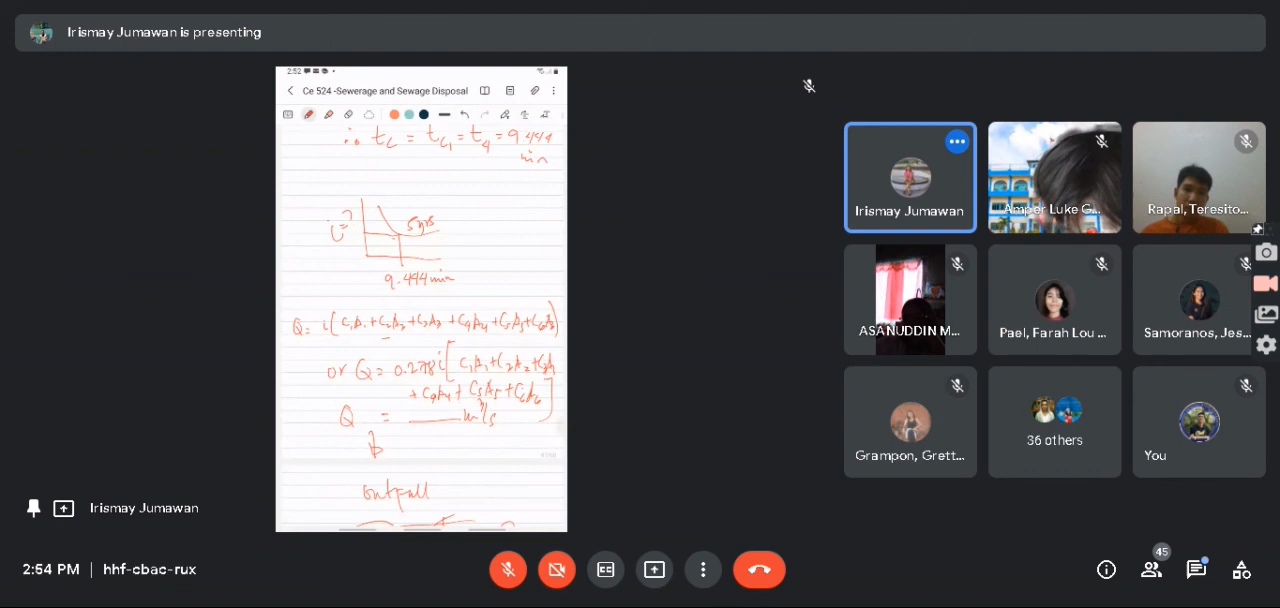 Irismay Jumawan is presenting
2:52
Ce 524 -Sewerage and Sewage Disposal
∴ tc = tc1 = t4 = 9.444
min
i=?
5yrs
9.444min
Q= i(C1A1+C2A2+C3A3+C4A4+C5A5+C6A6)
or Q= 0.278i[C1A1+C2A2+C3A3
+C4A4+C5A5+C6A6]
Q = ____ m³/s
outfall
Irismay Jumawan
Amper Luke G...
Rapal, Teresito...
ASANUDDIN M...
Pael, Farah Lou ...
Samoranos, Jes...
Grampon, Grett...
36 others
You
Irismay Jumawan
2:54 PM | hhf-cbac-rux
45